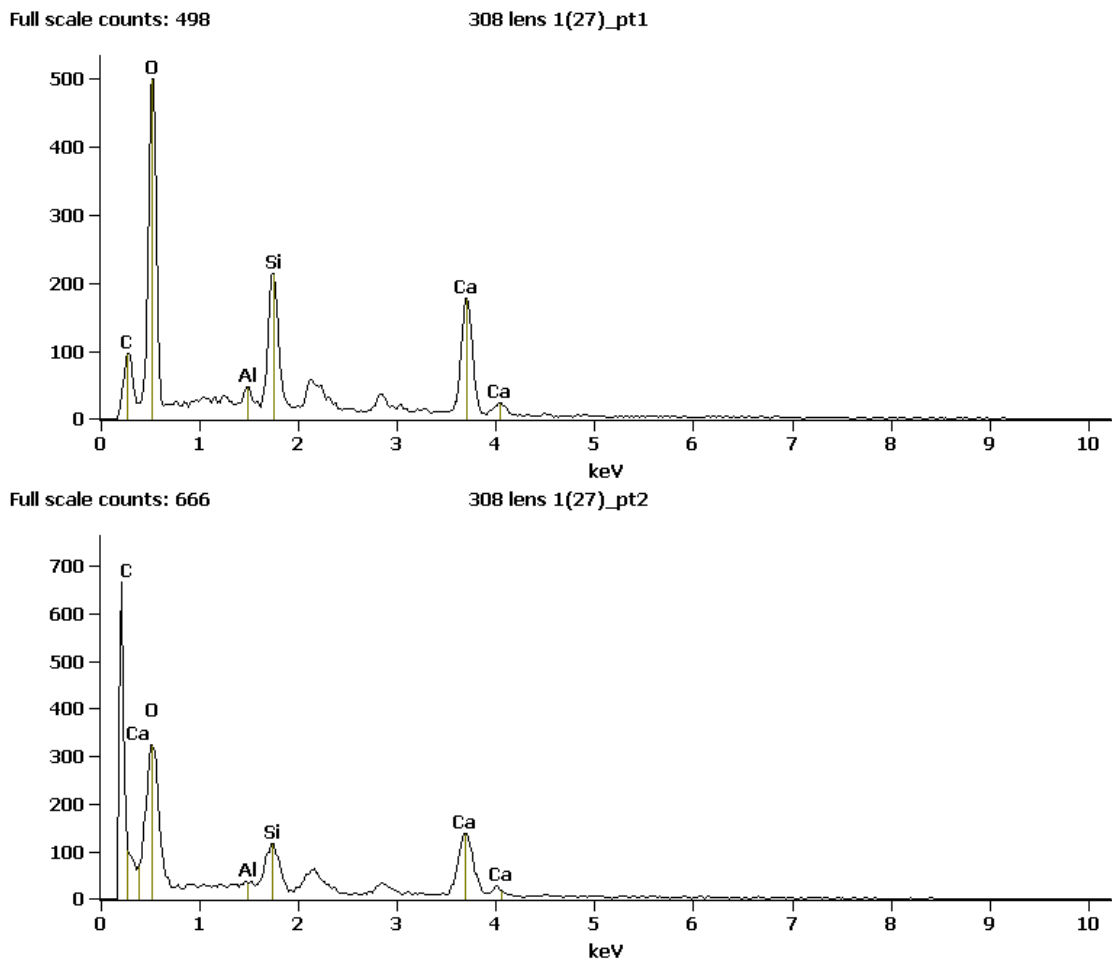 Full scale counts: 498 308 lens 1(27)_pt1
500
400
300
200
100
0
O
C
Al
Si
Ca
Ca
0 1 2 3 4 5 6 7 8 9 10
keV
Full scale counts: 666 308 lens 1(27)_pt2
700
600
500
400
300
200
100
0
C
Ca
O
Al
Si
Ca
Ca
0 1 2 3 4 5 6 7 8 9 10
keV